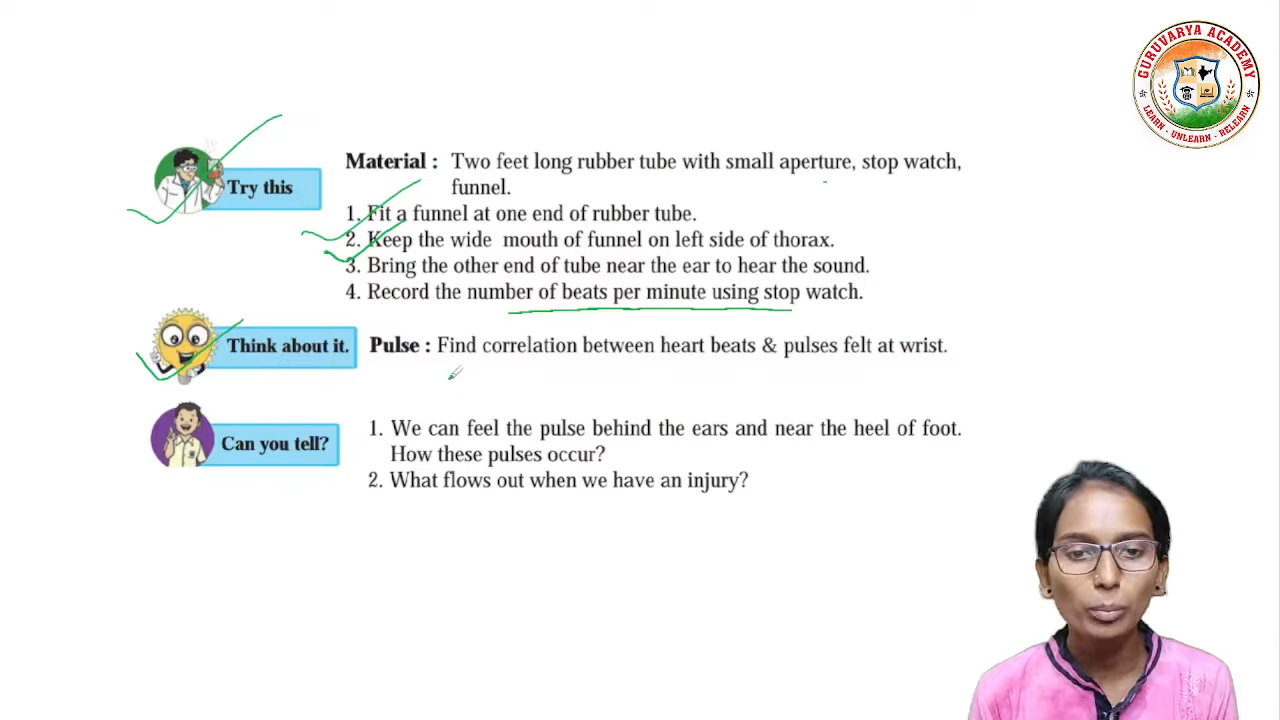 GURUVARYA ACADEMY
LEARN - UNLEARN - RELEARN
Try this
Material : Two feet long rubber tube with small aperture, stop watch,
funnel.
1. Fit a funnel at one end of rubber tube.
2. Keep the wide mouth of funnel on left side of thorax.
3. Bring the other end of tube near the ear to hear the sound.
4. Record the number of beats per minute using stop watch.
Think about it.
Pulse : Find correlation between heart beats & pulses felt at wrist.
Can you tell?
1. We can feel the pulse behind the ears and near the heel of foot.
How these pulses occur?
2. What flows out when we have an injury?